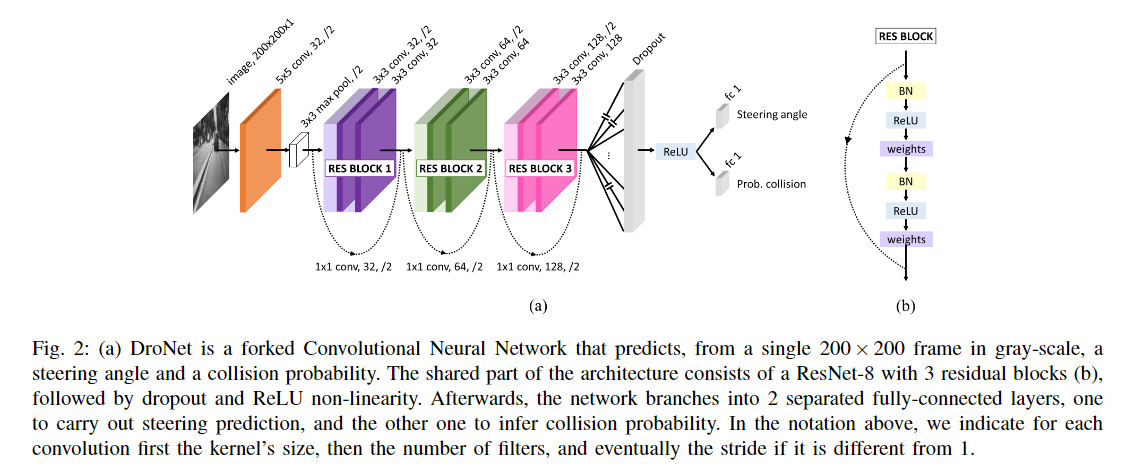 image, 200x200x1
5x5 conv, 32, /2
3x3 max pool, /2
3x3 conv, 32, /2
3x3 conv, 32
3x3 conv, 64, /2
3x3 conv, 64
3x3 conv, 128, /2
3x3 conv, 128
Dropout
RES BLOCK 1
RES BLOCK 2
RES BLOCK 3
ReLU
fc 1
Steering angle
fc 1
Prob. collision
1x1 conv, 32, /2
1x1 conv, 64, /2
1x1 conv, 128, /2
(a)
RES BLOCK
BN
ReLU
weights
BN
ReLU
weights
(b)
Fig. 2: (a) DroNet is a forked Convolutional Neural Network that predicts, from a single 200 × 200 frame in gray-scale, a
steering angle and a collision probability. The shared part of the architecture consists of a ResNet-8 with 3 residual blocks (b),
followed by dropout and ReLU non-linearity. Afterwards, the network branches into 2 separated fully-connected layers, one
to carry out steering prediction, and the other one to infer collision probability. In the notation above, we indicate for each
convolution first the kernel's size, then the number of filters, and eventually the stride if it is different from 1.